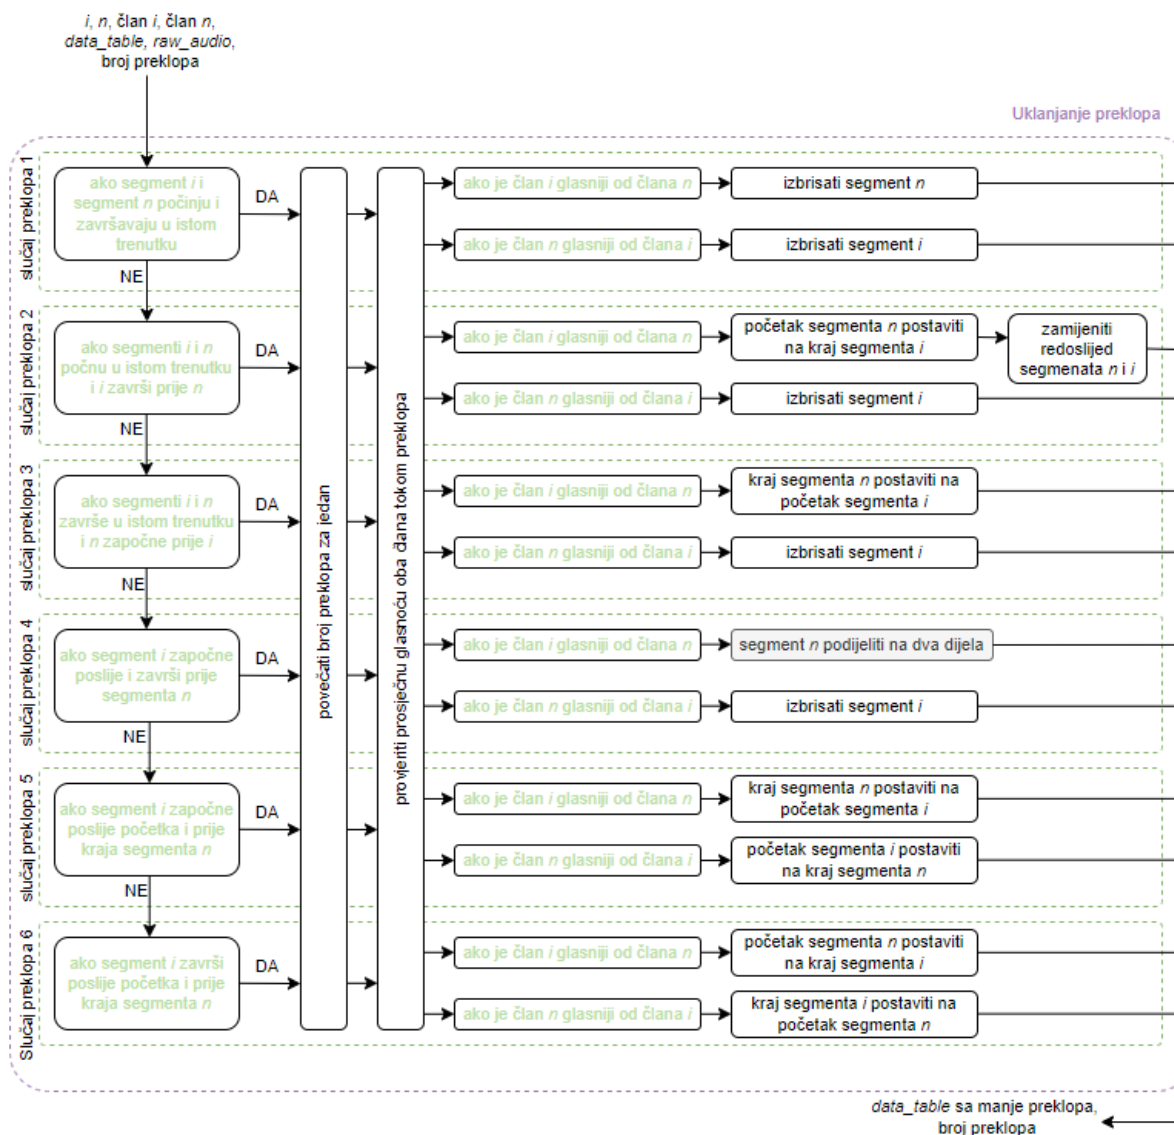 i, n, član i, član n,
data_table, raw_audio,
broj preklopa
Uklanjanje preklopa
slučaj preklopa 1
ako segment i i
segment n počinju i
završavaju u istom
trenutku
DA
NE
ako je član i glasniji od člana n
izbrisati segment n
ako je član n glasniji od člana i
izbrisati segment i
slučaj preklopa 2
ako segmenti i i n
počnu u istom trenutku
i i završi prije n
DA
NE
ako je član i glasniji od člana n
početak segmenta n postaviti
na kraj segmenta i
zamijeniti
redoslijed
segmenata n i i
ako je član n glasniji od člana i
izbrisati segment i
slučaj preklopa 3
ako segmenti i i n
završe u istom trenutku
i n započne prije i
DA
NE
ako je član i glasniji od člana n
kraj segmenta n postaviti na
početak segmenta i
ako je član n glasniji od člana i
izbrisati segment i
slučaj preklopa 4
ako segment i započne
poslije i završi prije
segmenta n
DA
NE
ako je član i glasniji od člana n
segment n podijeliti na dva dijela
ako je član n glasniji od člana i
izbrisati segment i
slučaj preklopa 5
ako segment i započne
poslije početka i prije
kraja segmenta n
DA
NE
ako je član i glasniji od člana n
kraj segmenta n postaviti na
početak segmenta i
ako je član n glasniji od člana i
početak segmenta i postaviti
na kraj segmenta n
Slučaj preklopa 6
ako segment i završi
poslije početka i prije
kraja segmenta n
DA
ako je član i glasniji od člana n
početak segmenta n postaviti
na kraj segmenta i
ako je član n glasniji od člana i
kraj segmenta i postaviti na
početak segmenta n
povečati broj preklopa za jedan
provjeriti prosječnu glasnoću oba člana tokom preklopa
data_table sa manje preklopa,
broj preklopa